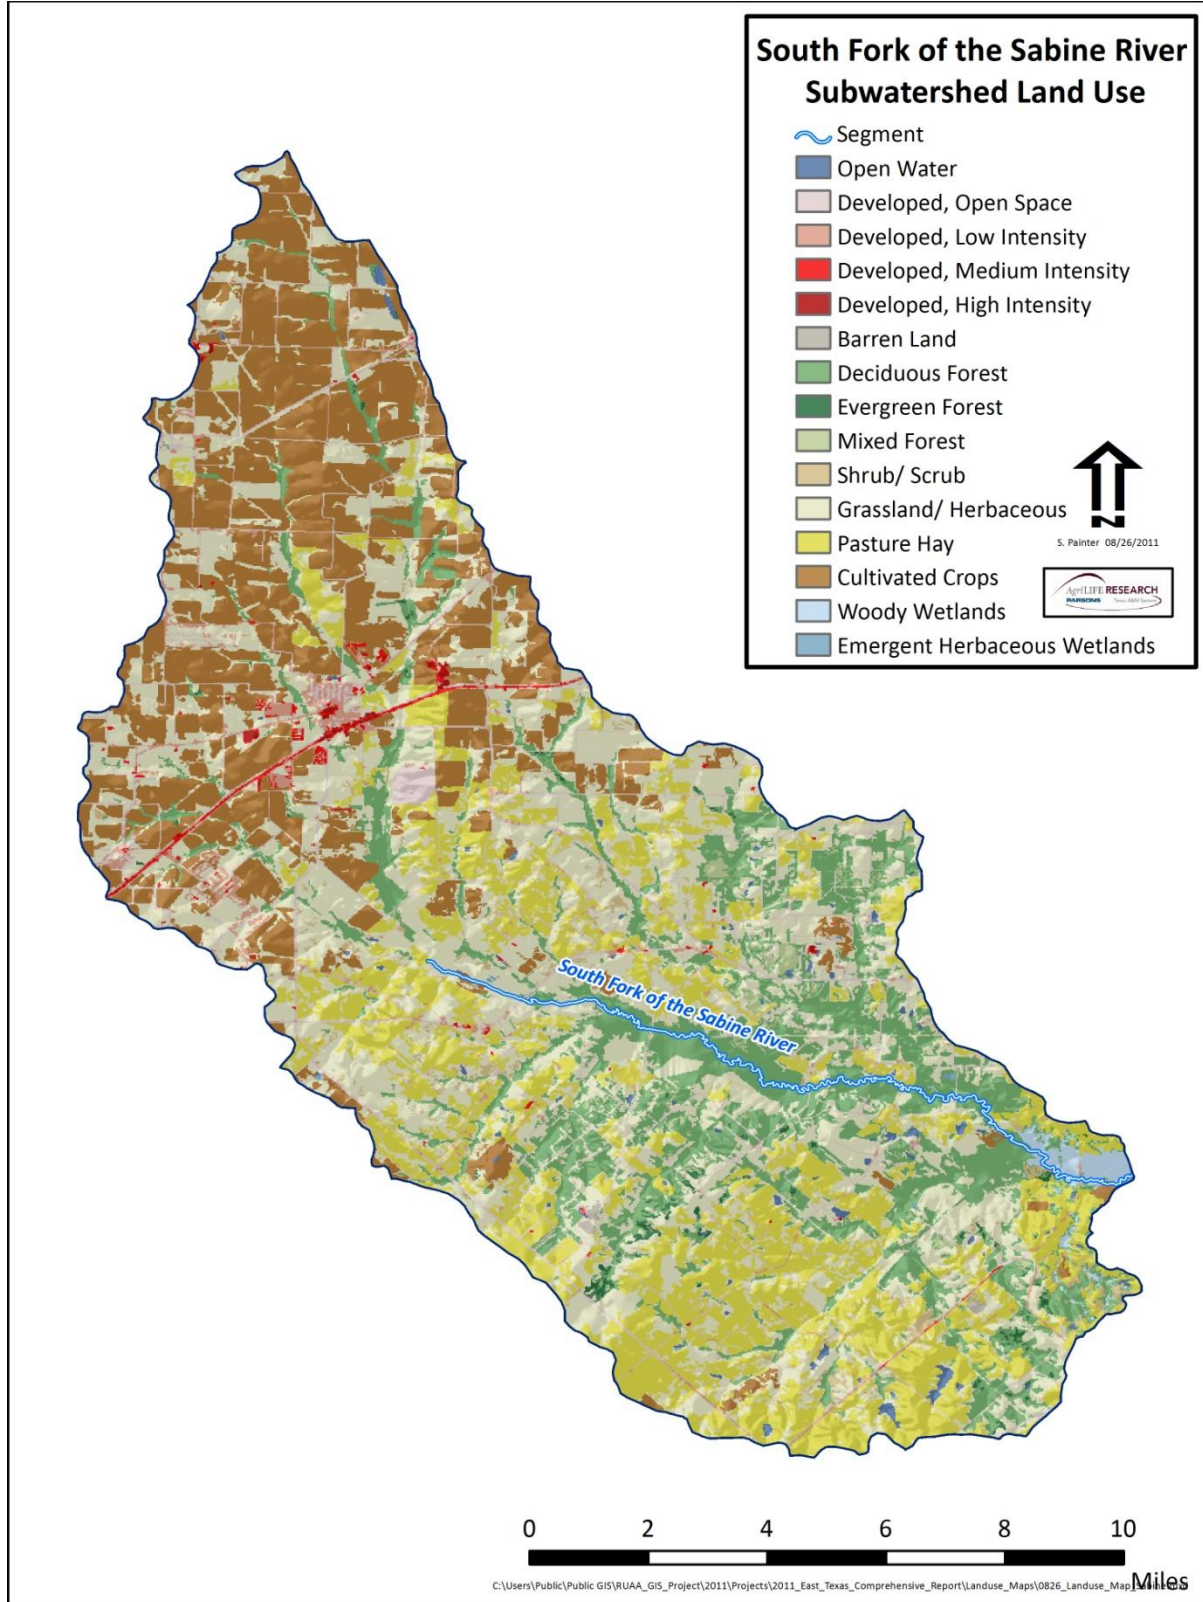 South Fork of the Sabine River
Subwatershed Land Use
Segment
Open Water
Developed, Open Space
Developed, Low Intensity
Developed, Medium Intensity
Developed, High Intensity
Barren Land
Deciduous Forest
Evergreen Forest
Mixed Forest
Shrub/ Scrub
Grassland/ Herbaceous
Pasture Hay
Cultivated Crops
Woody Wetlands
Emergent Herbaceous Wetlands
N
S. Painter 08/26/2011
AgriLIFE RESEARCH
PARSONS Texas A&M System
South Fork of the Sabine River
0 2 4 6 8 10
Miles
C:\Users\Public\Public GIS\RUAA_GIS_Project\2011\Projects\2011_East_Texas_Comprehensive_Report\Landuse_Maps\0826_Landuse_Map